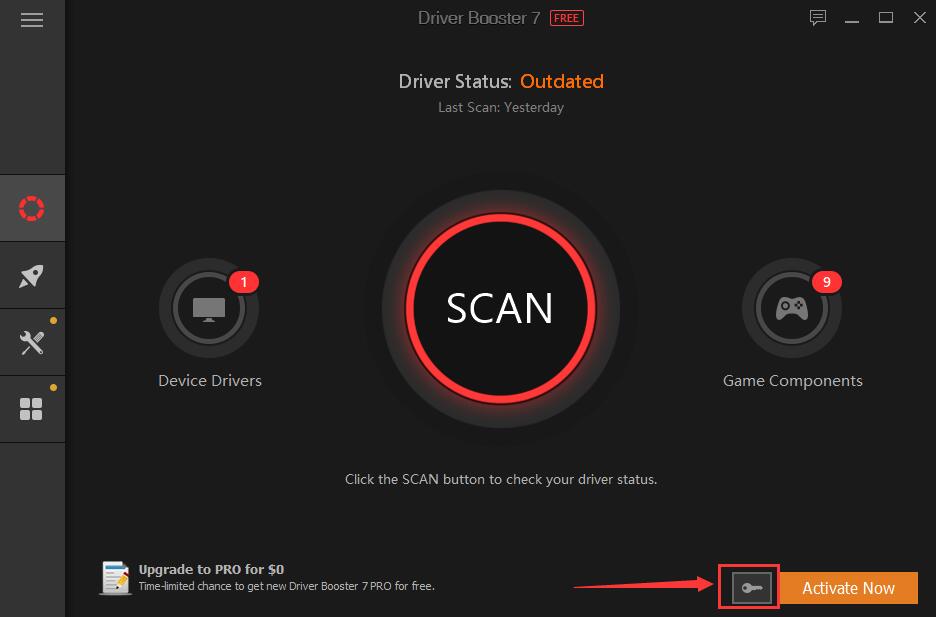 Driver Booster 7 FREE
Driver Status: Outdated
Last Scan: Yesterday
1
9
SCAN
Device Drivers
Game Components
Click the SCAN button to check your driver status.
Upgrade to PRO for $0
Time-limited chance to get new Driver Booster 7 PRO for free.
Activate Now